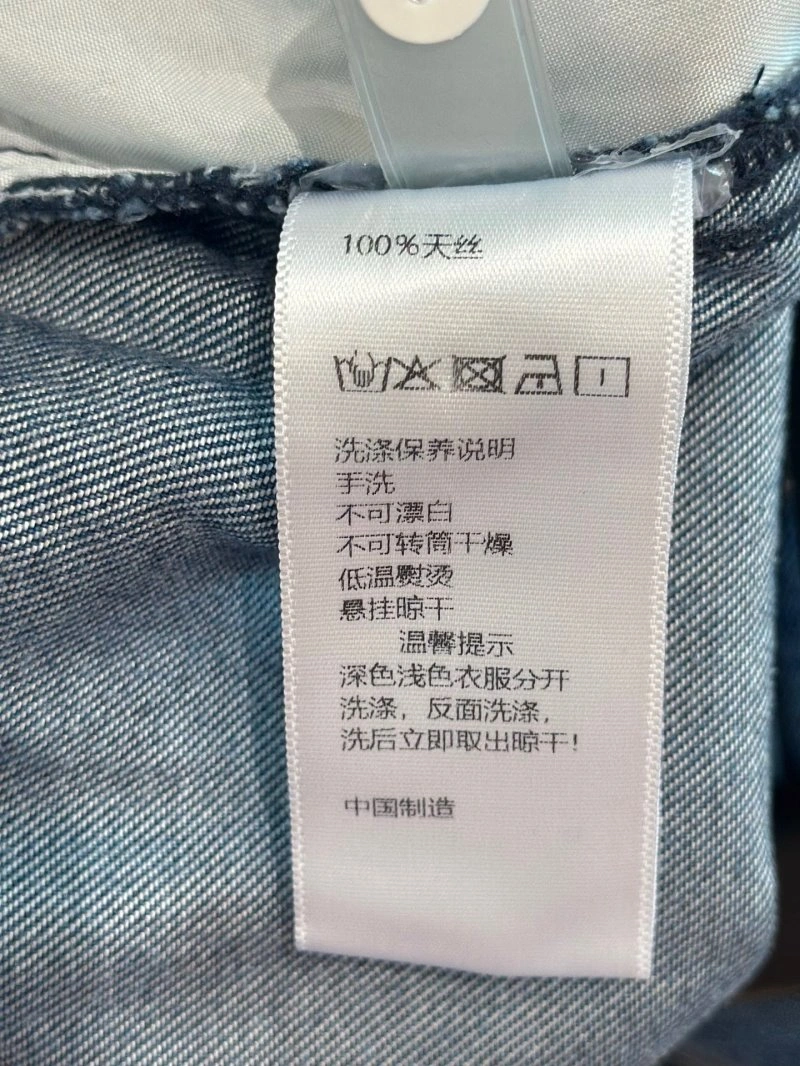 100%天丝
洗涤保养说明
手洗
不可漂白
不可转筒干燥
低温熨烫
悬挂晾干
温馨提示
深色浅色衣服分开
洗涤，反面洗涤，
洗后立即取出晾干！
中国制造